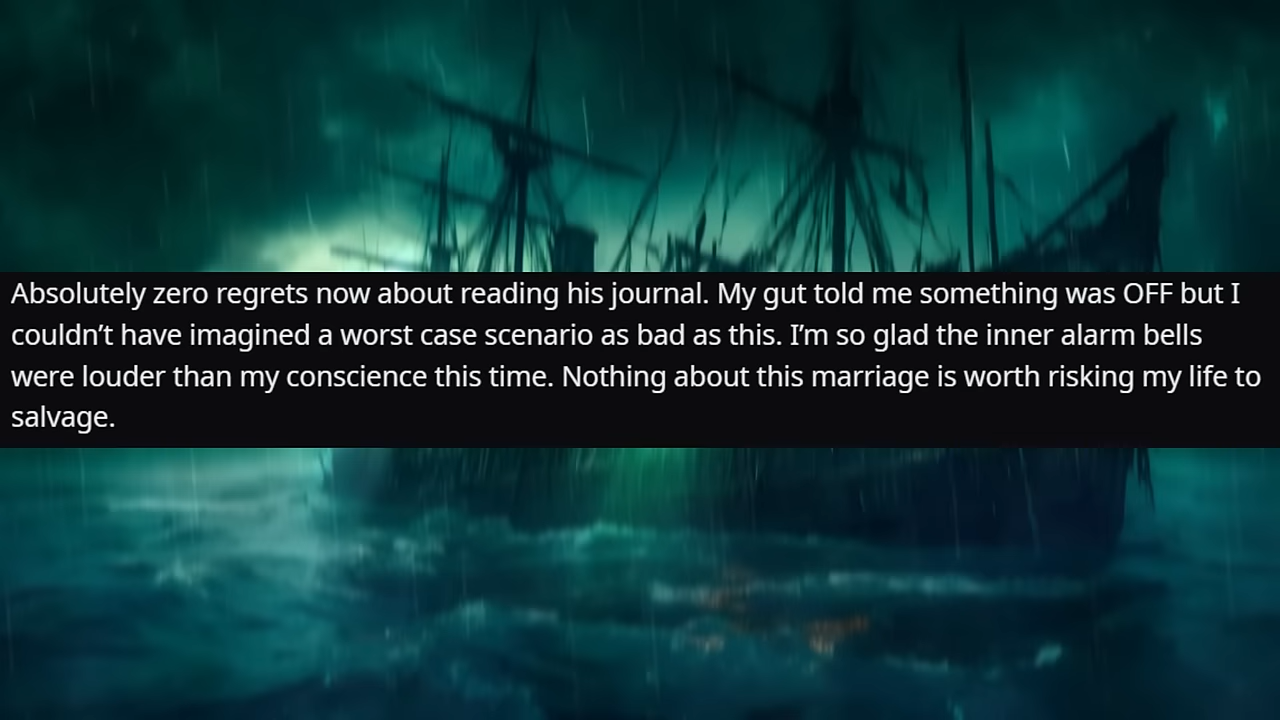 Absolutely zero regrets now about reading his journal. My gut told me something was OFF but I
couldn’t have imagined a worst case scenario as bad as this. I’m so glad the inner alarm bells
were louder than my conscience this time. Nothing about this marriage is worth risking my life to
salvage.